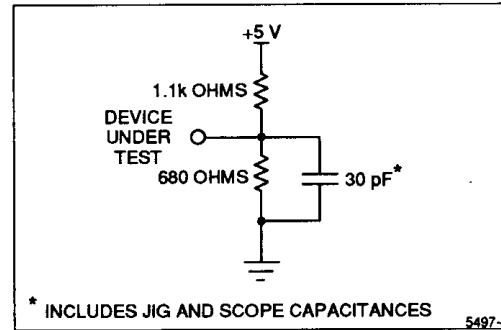 +5 V
1.1k OHMS
DEVICE
UNDER
TEST
680 OHMS
30 pF*
* INCLUDES JIG AND SCOPE CAPACITANCES
5497-